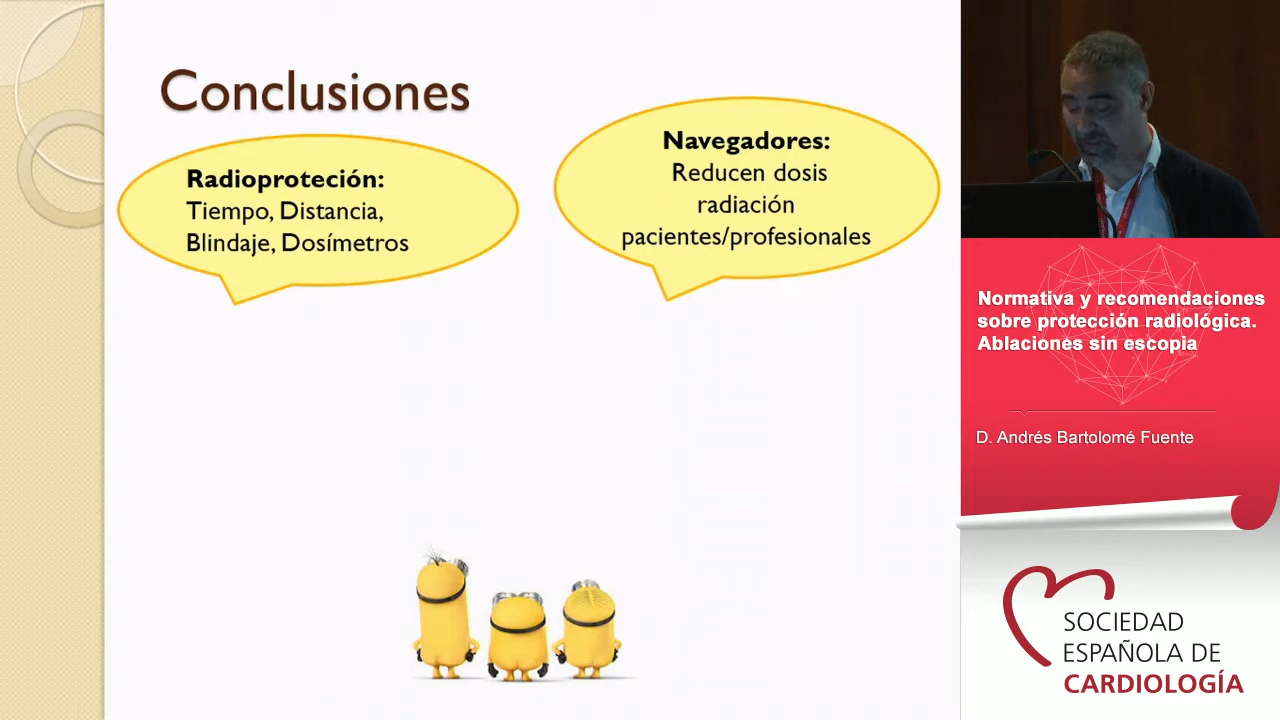 Conclusiones
Radioproteción:
Tiempo, Distancia,
Blindaje, Dosímetros
Navegadores:
Reducen dosis
radiación
pacientes/profesionales
Normativa y recomendaciones
sobre protección radiológica.
Ablaciones sin escopia
D. Andrés Bartolomé Fuente
SOCIEDAD
ESPAÑOLA DE
CARDIOLOGÍA